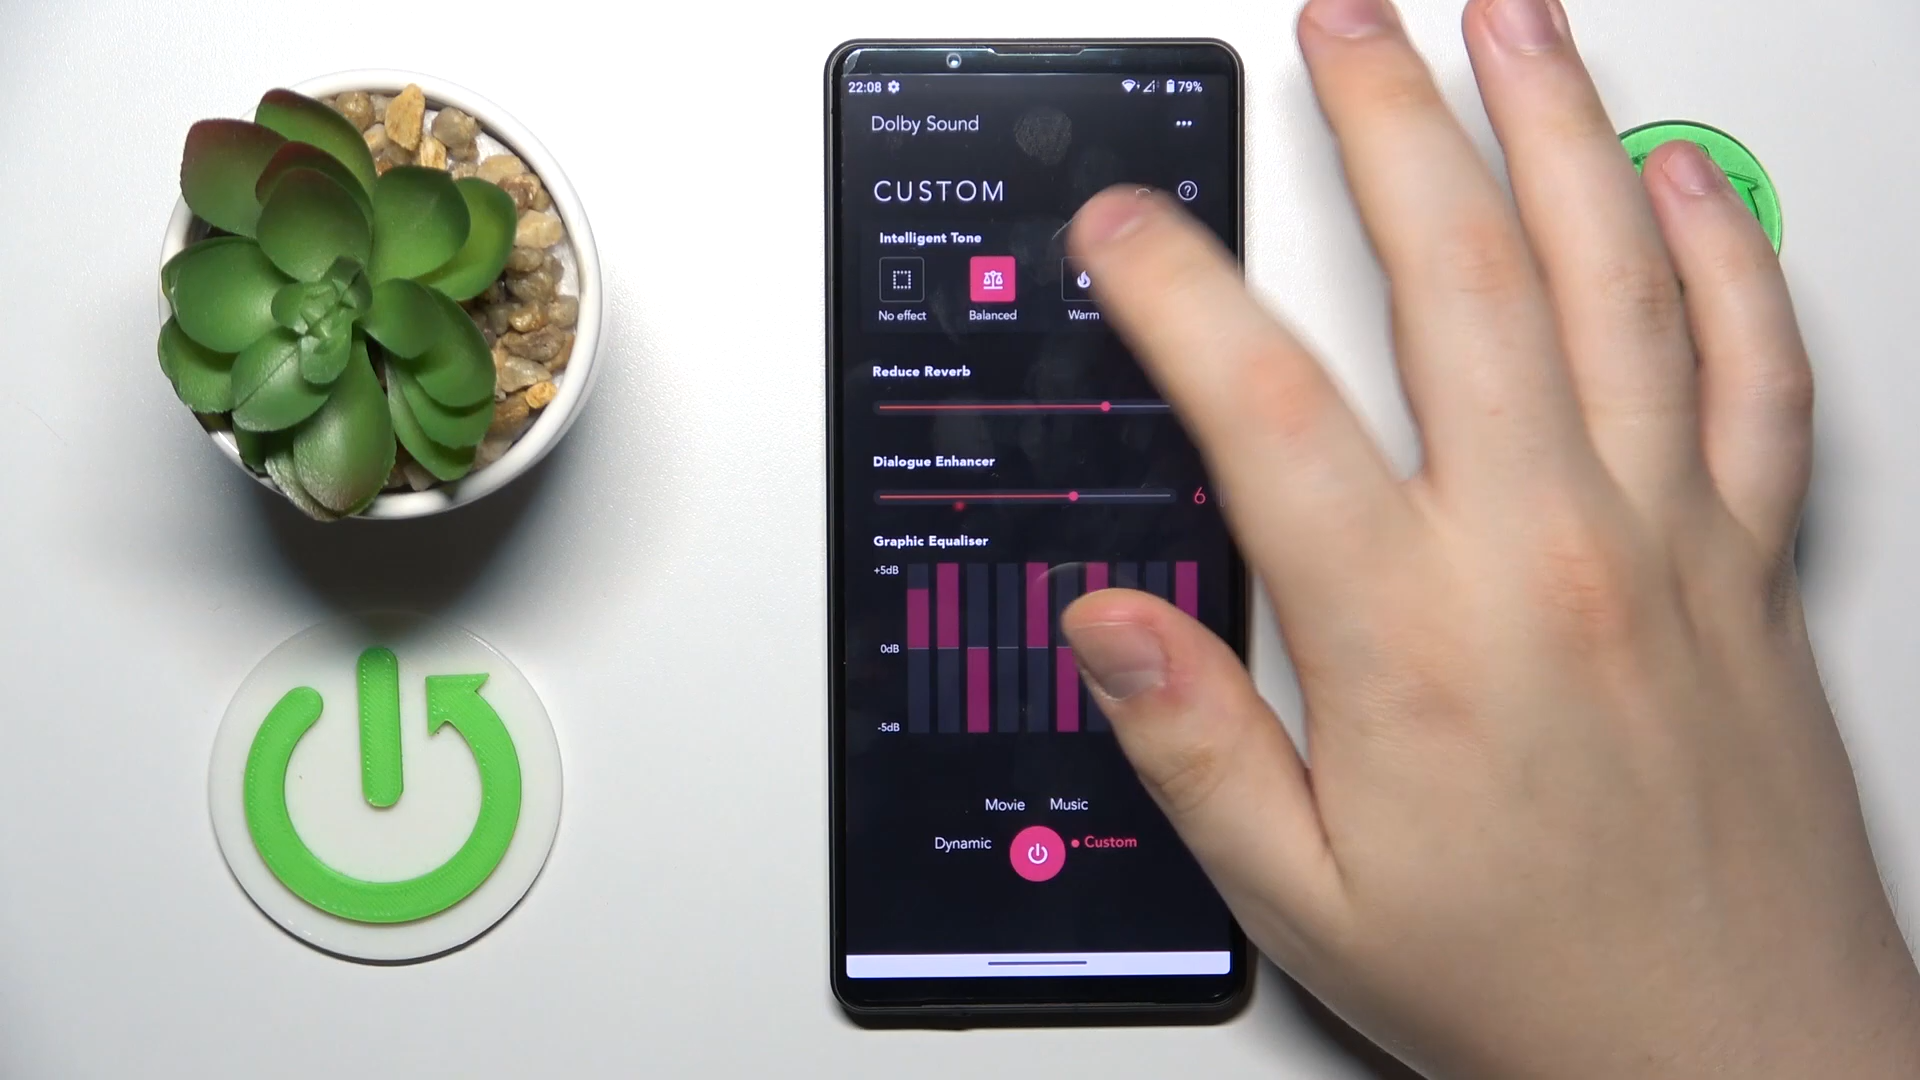 22:08 79%
Dolby Sound
CUSTOM
Intelligent Tone
No effect Balanced Warm
Reduce Reverb
Dialogue Enhancer
6
Graphic Equaliser
+5dB
0dB
-5dB
Movie Music
Dynamic Custom